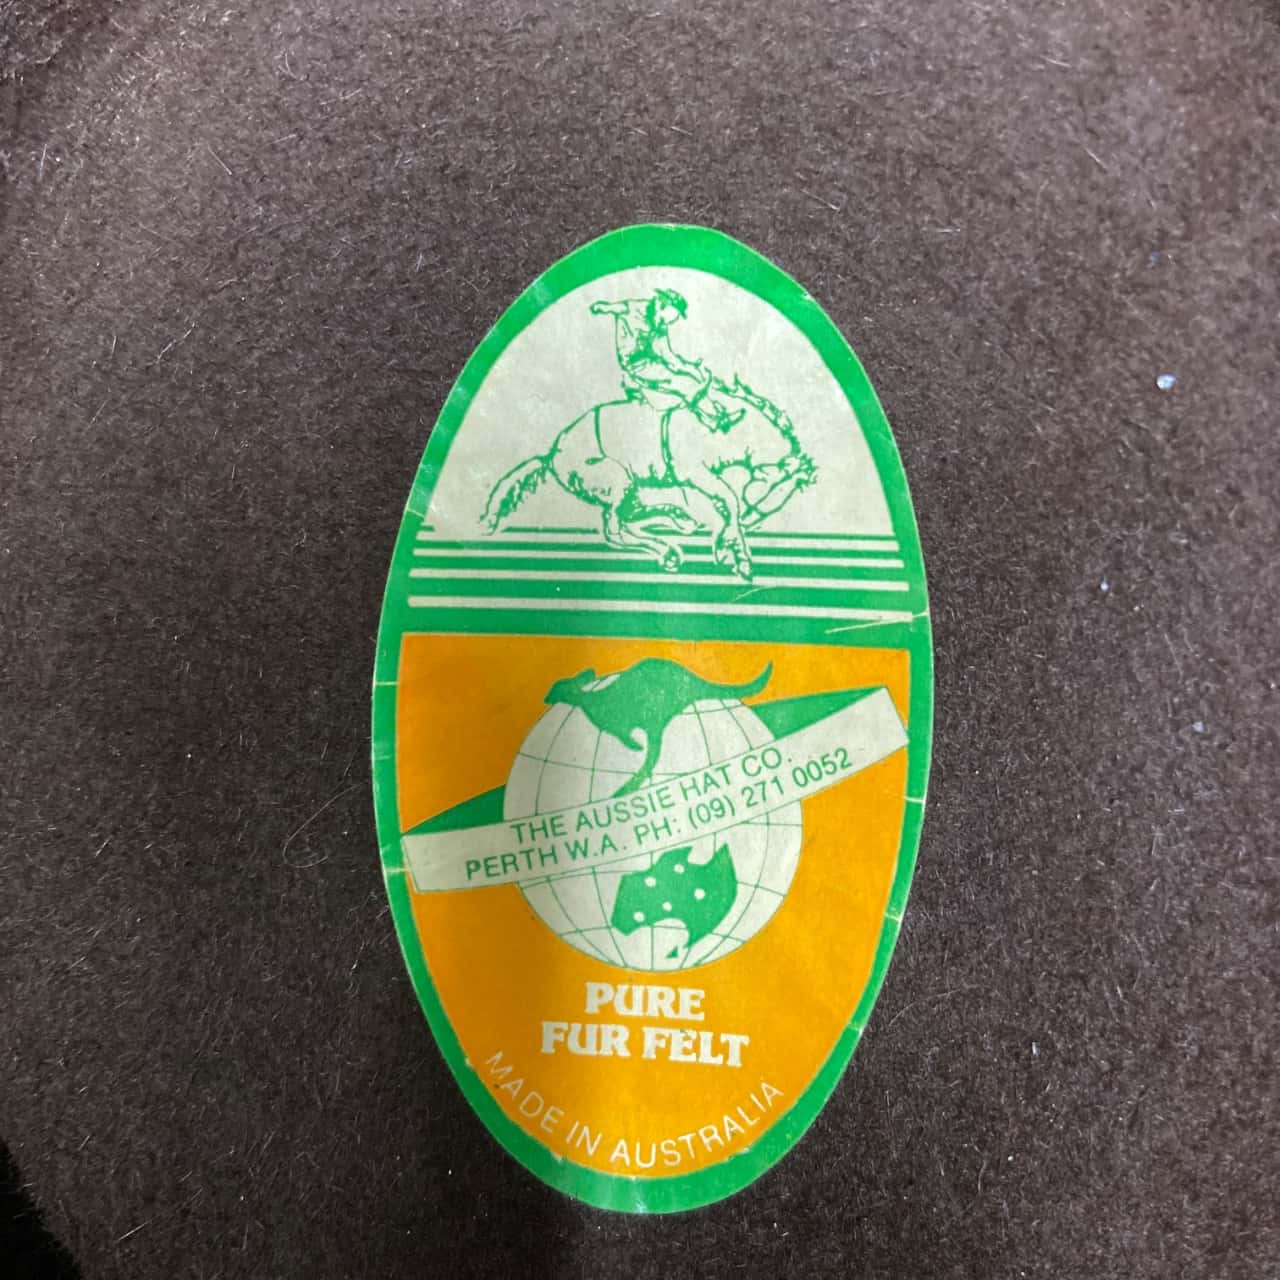 THE AUSSIE HAT CO.
PERTH W.A. PH: (09) 271 0052
PURE
FUR FELT
MADE IN AUSTRALIA